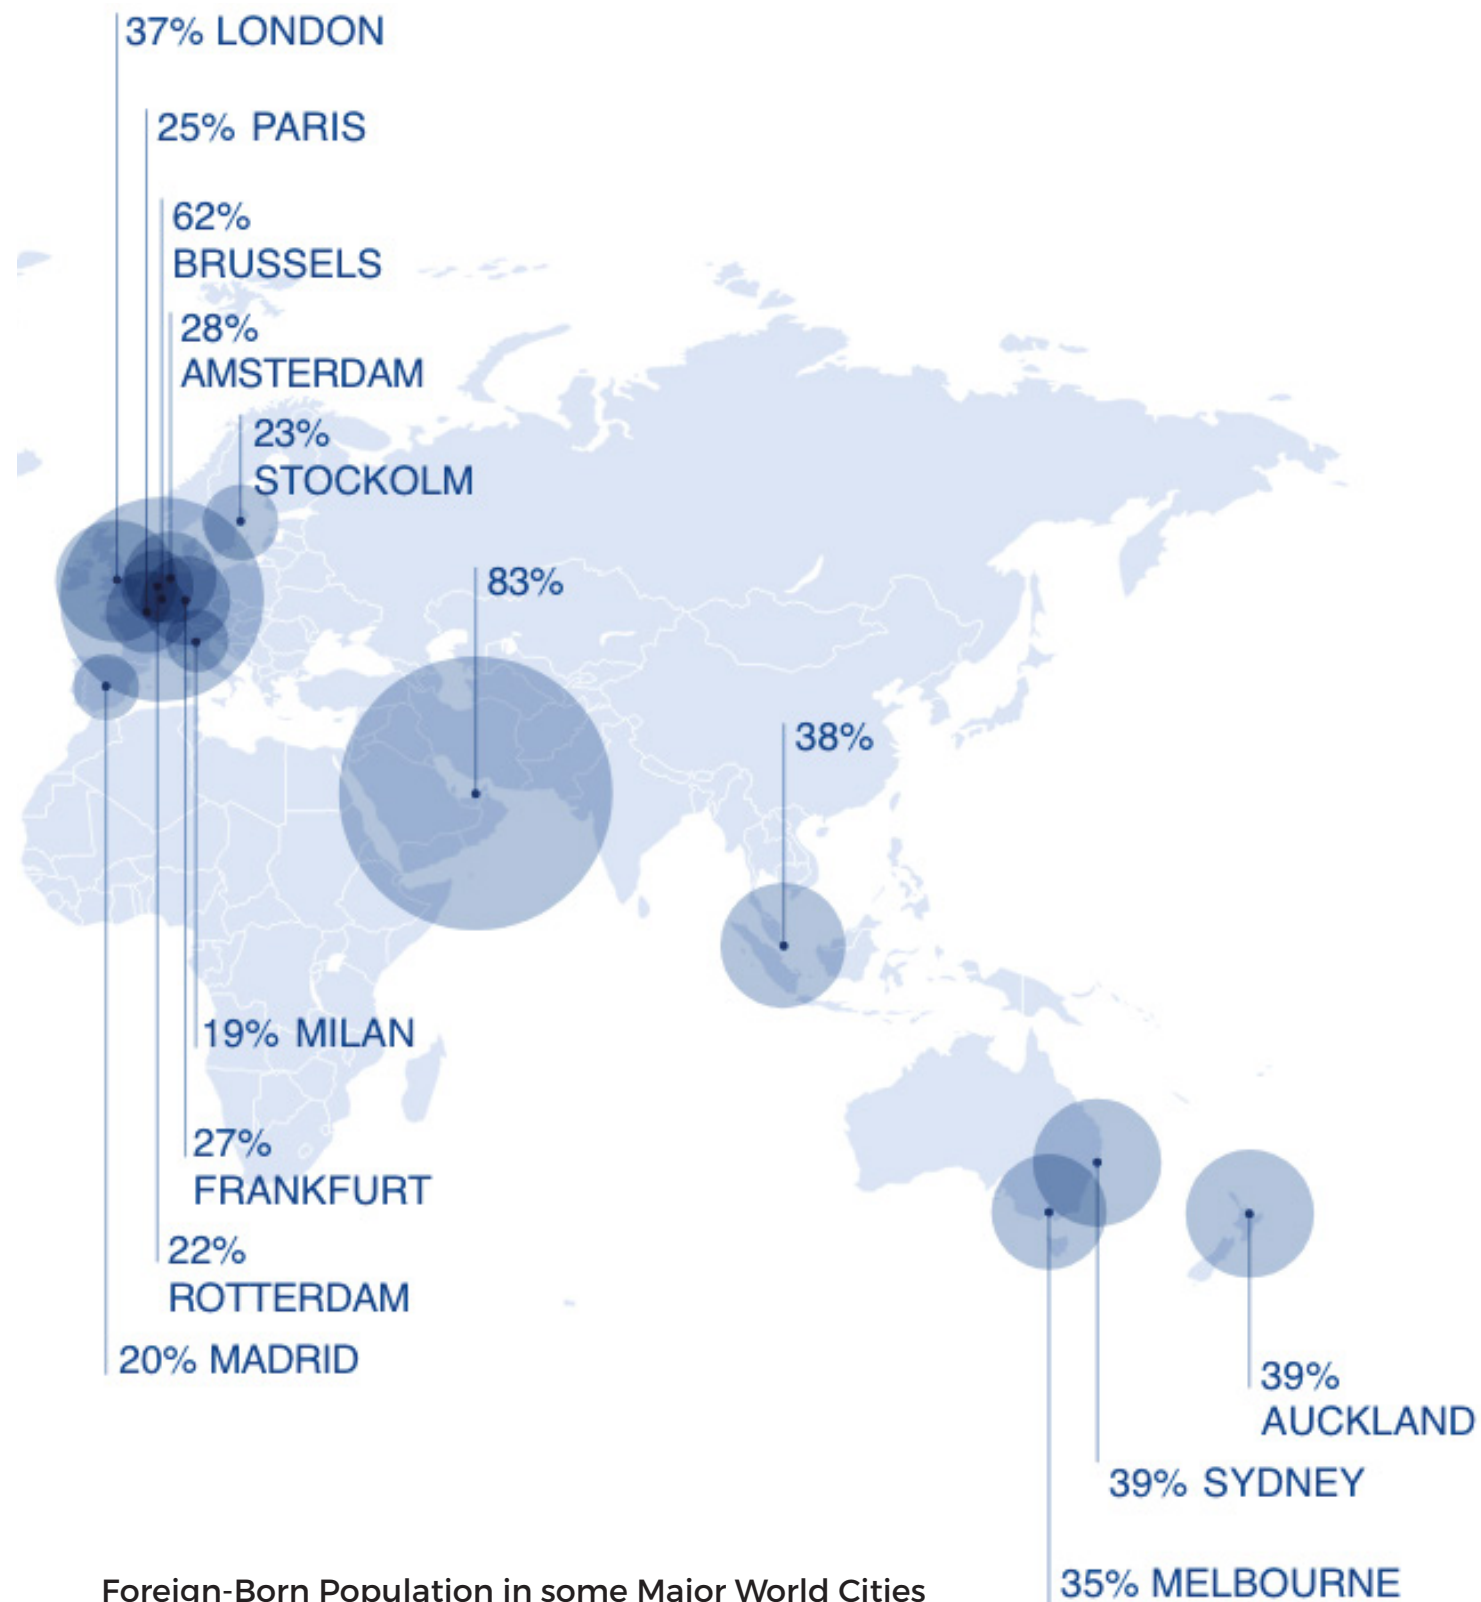 37% LONDON
25% PARIS
62%
BRUSSELS
28%
AMSTERDAM
23%
STOCKOLM
83%
38%
19% MILAN
27%
FRANKFURT
22%
ROTTERDAM
20% MADRID
39%
AUCKLAND
39% SYDNEY
35% MELBOURNE
Foreign-Born Population in some Major World Cities